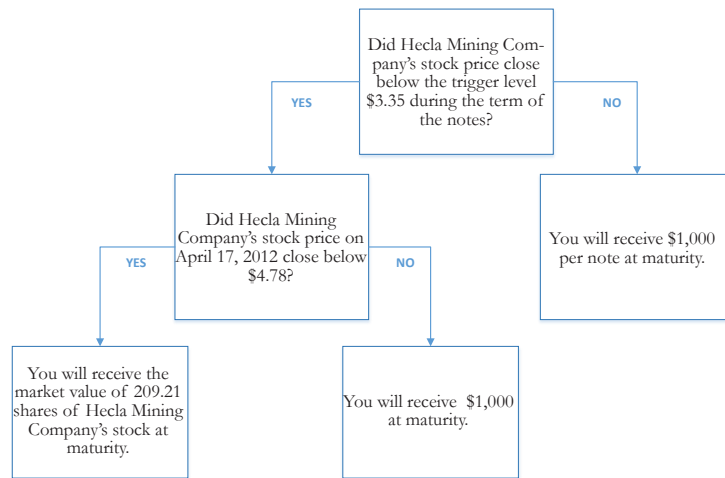 Did Hecla Mining Com-
pany's stock price close
below the trigger level
$3.35 during the term of
the notes?
YES
NO
Did Hecla Mining
Company's stock price on
April 17, 2012 close below
$4.78?
You will receive $1,000
per note at maturity.
YES
NO
You will receive the
market value of 209.21
shares of Hecla Mining
Company's stock at
maturity.
You will receive $1,000
at maturity.